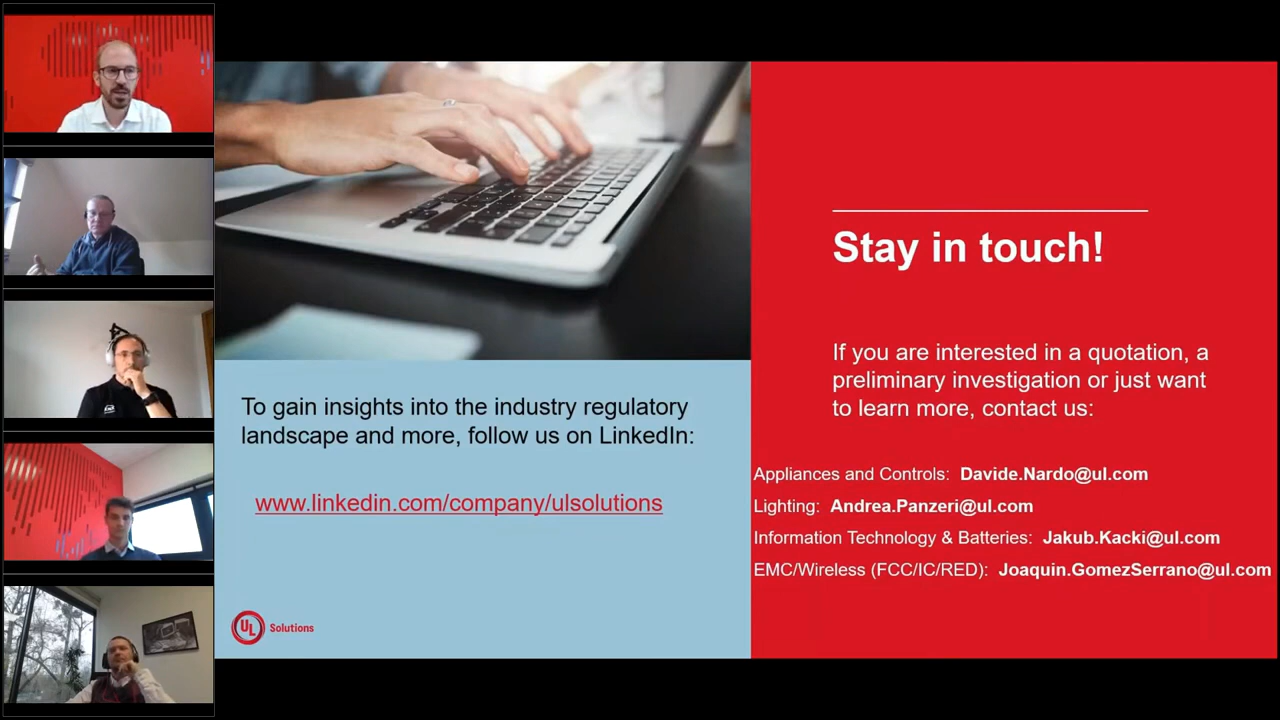 To gain insights into the industry regulatory
landscape and more, follow us on LinkedIn:
www.linkedin.com/company/ulsolutions
UL Solutions
Stay in touch!
If you are interested in a quotation, a
preliminary investigation or just want
to learn more, contact us:
Appliances and Controls: Davide.Nardo@ul.com
Lighting: Andrea.Panzeri@ul.com
Information Technology & Batteries: Jakub.Kacki@ul.com
EMC/Wireless (FCC/IC/RED): Joaquin.GomezSerrano@ul.com